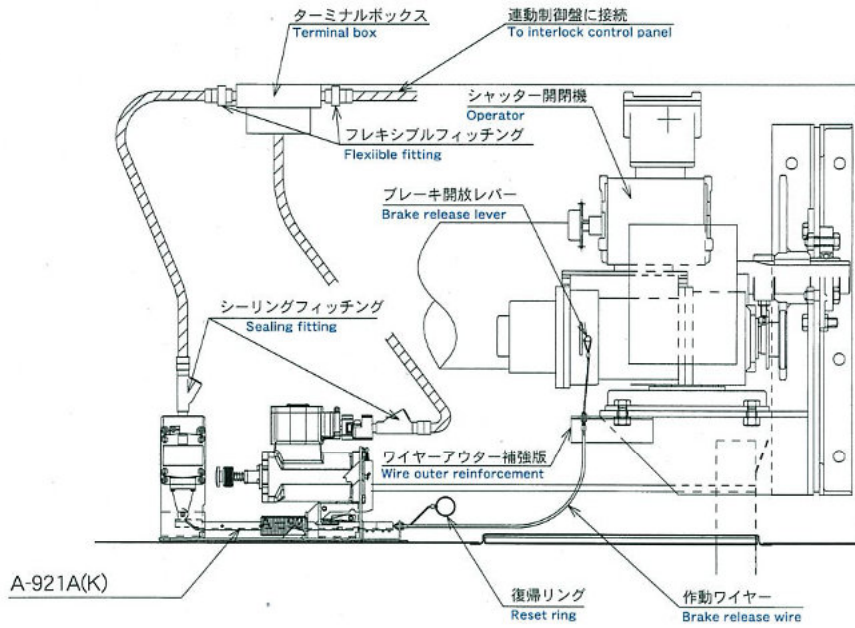 ターミナルボックス
Terminal box
連動制御盤に接続
To interlock control panel
シャッター開閉機
Operator
フレキシブルフィッチング
Flexiible fitting
ブレーキ開放レバー
Brake release lever
シーリングフィッチング
Sealing fitting
ワイヤーアウター補強版
Wire outer reinforcement
A-921A(K)
復帰リング
Reset ring
作動ワイヤー
Brake release wire